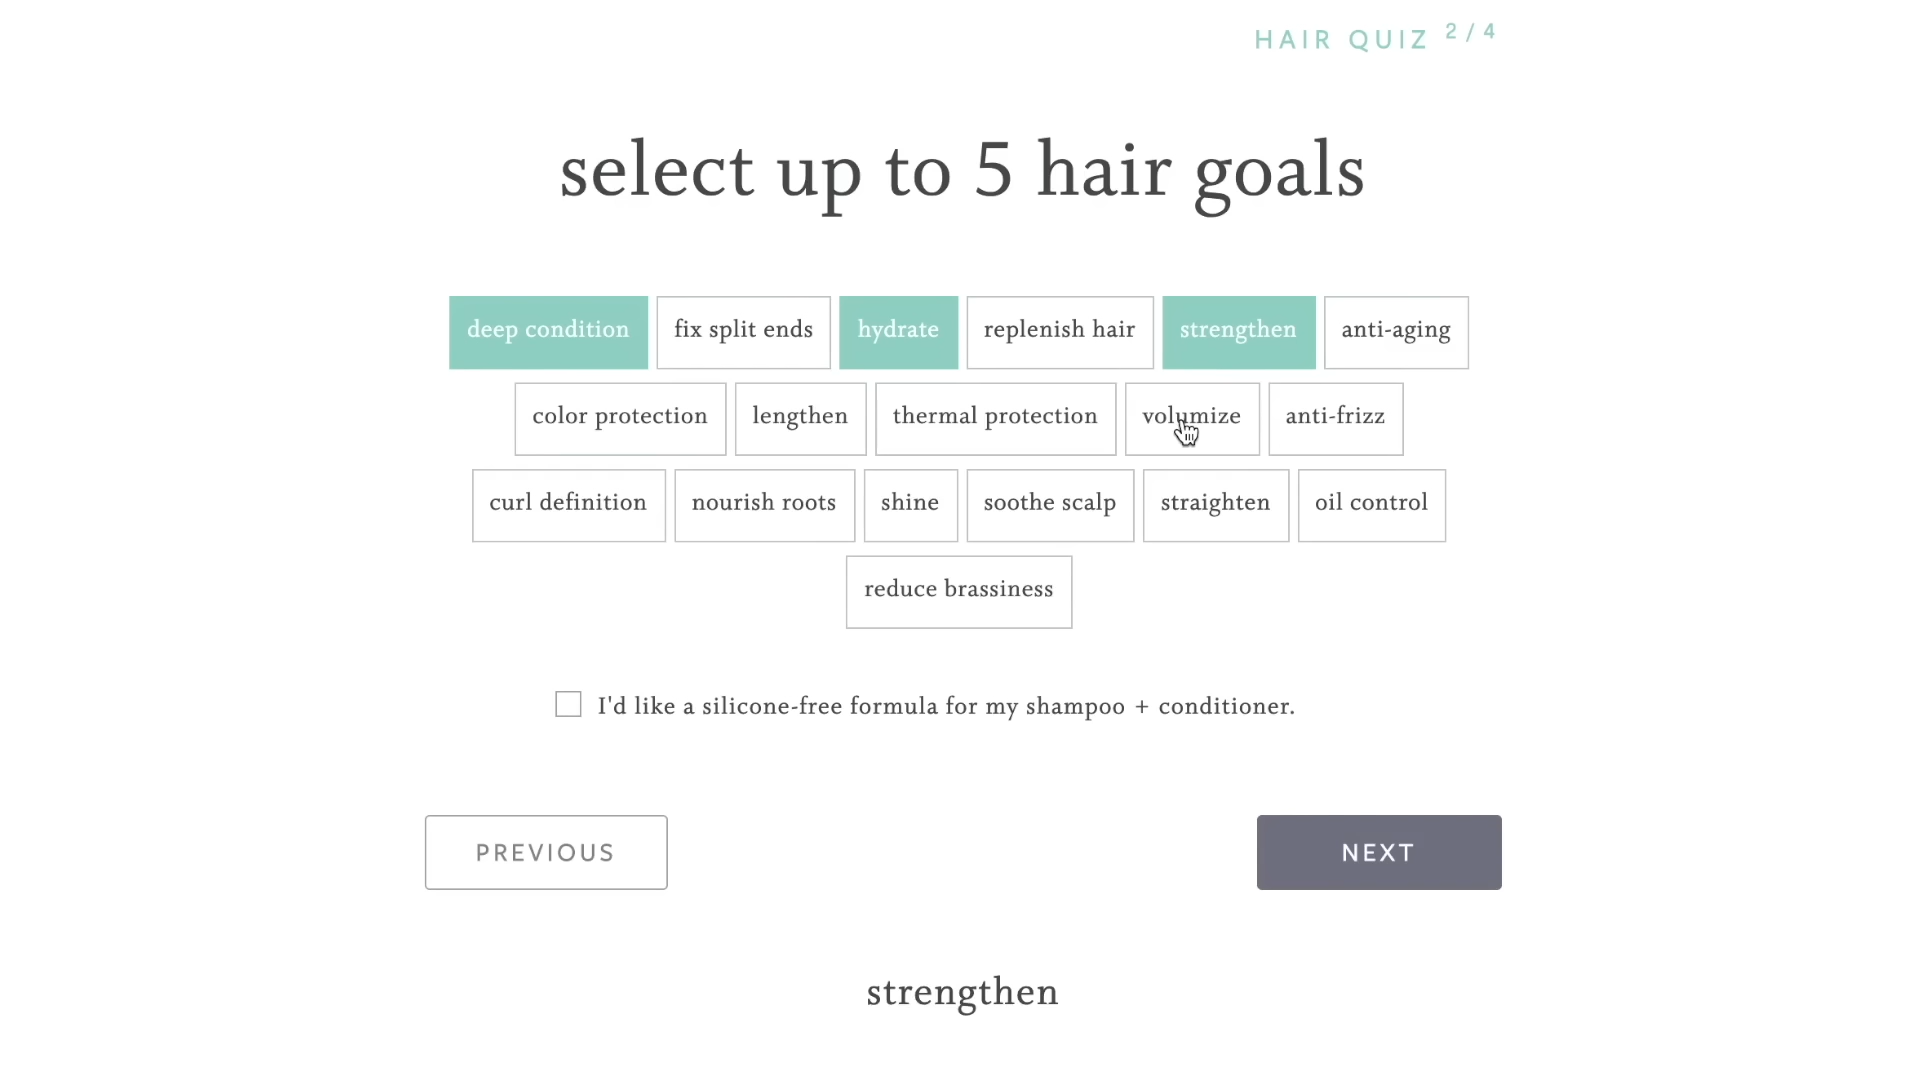 HAIR QUIZ 2 / 4
select up to 5 hair goals
deep condition fix split ends hydrate replenish hair strengthen anti-aging
color protection lengthen thermal protection volumize anti-frizz
curl definition nourish roots shine soothe scalp straighten oil control
reduce brassiness
I'd like a silicone-free formula for my shampoo + conditioner.
PREVIOUS NEXT
strengthen